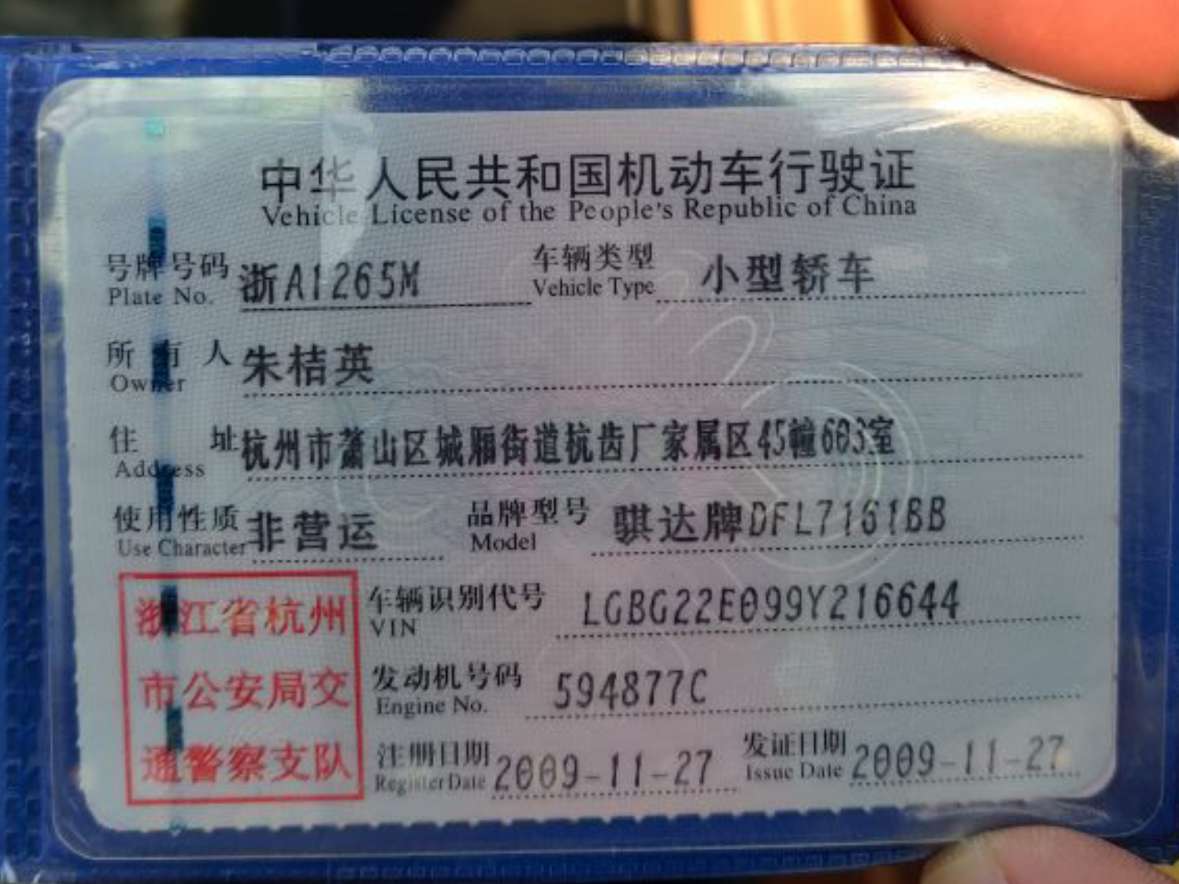 中华人民共和国机动车行驶证
Vehicle License of the People's Republic of China
号牌号码 浙A1265M 车辆类型 小型轿车
Plate No. Vehicle Type
所有人 朱桔英
Owner
住址 杭州市萧山区城厢街道杭齿厂家属区45幢603室
Address
使用性质 非营运 品牌型号 骐达牌DFL7161BB
Use Character Model
浙江省杭州 车辆识别代号 LGBG22E099Y216644
VIN
市公安局交 发动机号码 594877C
Engine No.
通警察支队 注册日期 2009-11-27 发证日期 2009-11-27
Register Date Issue Date